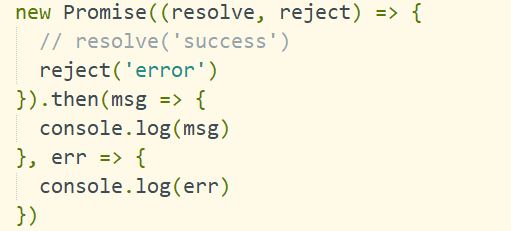 new Promise((resolve, reject) => {
  // resolve('success')
  reject('error')
}).then(msg => {
  console.log(msg)
}, err => {
  console.log(err)
})